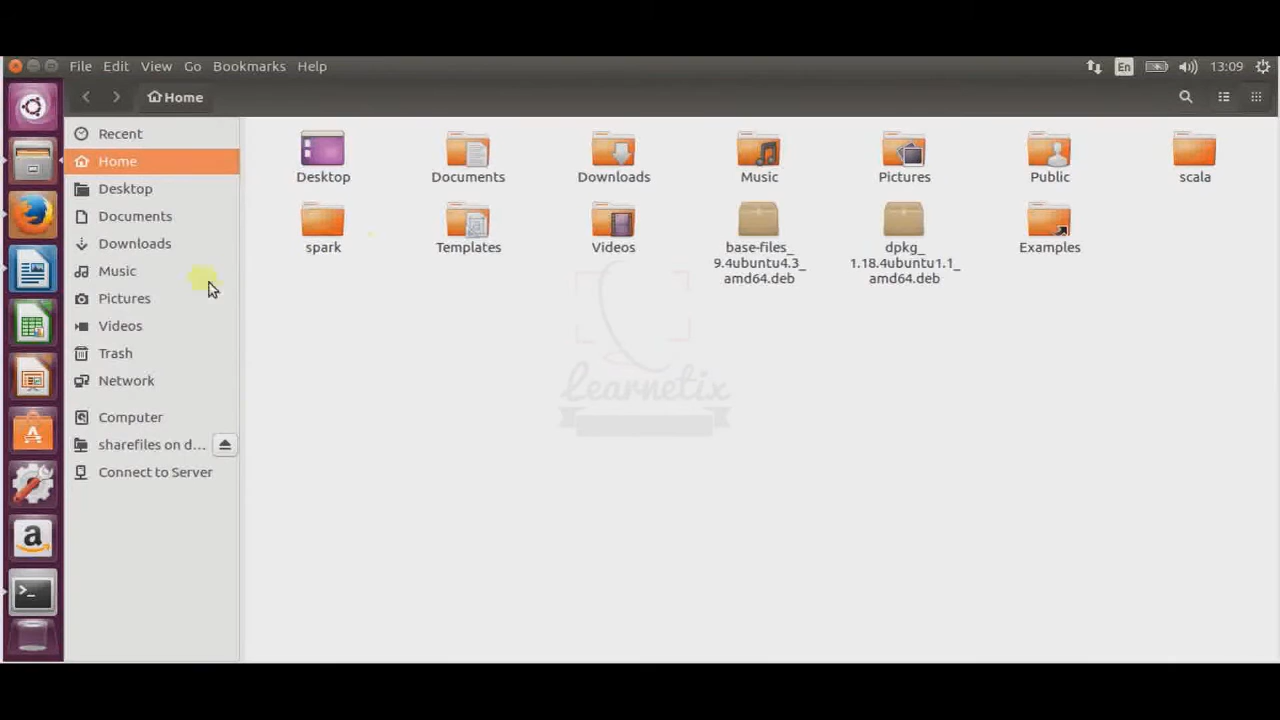 File Edit View Go Bookmarks Help
En
13:09
Home
Recent
Home
Desktop
Documents
Downloads
Music
Pictures
Videos
Trash
Network
Computer
sharefiles on d...
Connect to Server
Desktop
Documents
Downloads
Music
Pictures
Public
scala
spark
Templates
Videos
base-files_
9.4ubuntu4.3_
amd64.deb
dpkg_
1.18.4ubuntu1.1_
amd64.deb
Examples
Learnetix
a
>_